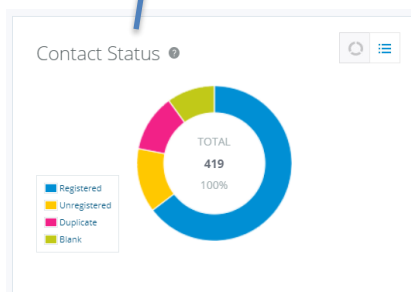 Contact Status ?
TOTAL
419
100%
Registered
Unregistered
Duplicate
Blank